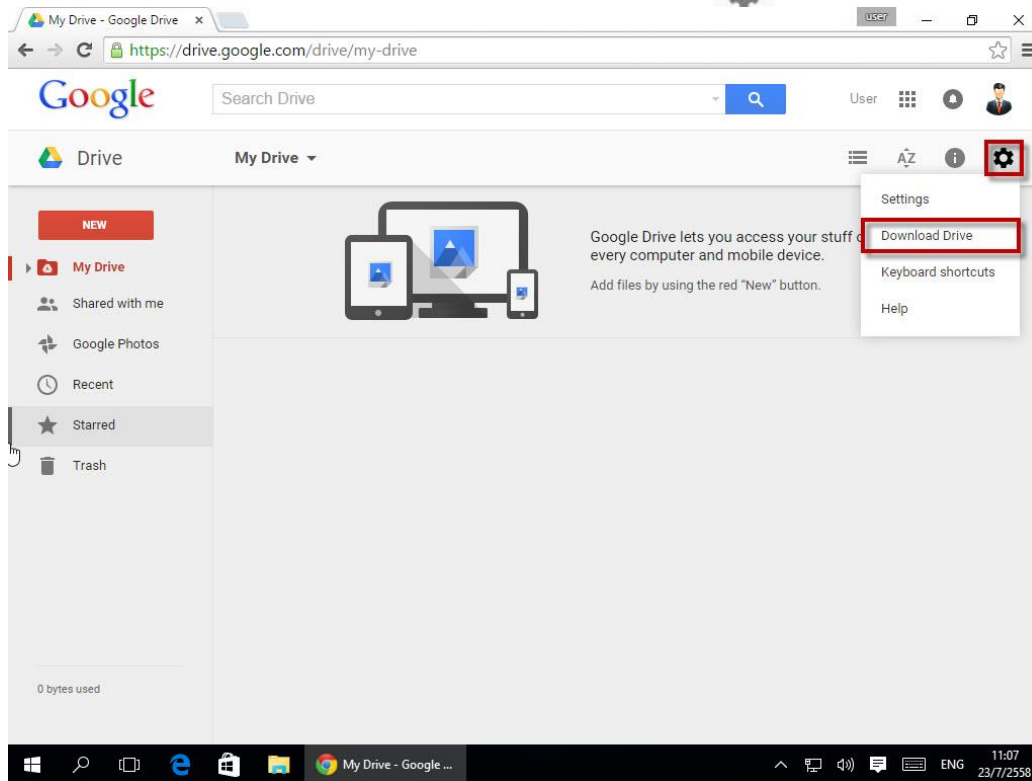 My Drive - Google Drive
user
https://drive.google.com/drive/my-drive
Google
Search Drive
User
Drive
My Drive
AZ
Settings
NEW
Google Drive lets you access your stuff
Download Drive
every computer and mobile device.
My Drive
Keyboard shortcuts
Add files by using the red "New" button.
Shared with me
Help
Google Photos
Recent
Starred
Trash
0 bytes used
My Drive - Google ...
ENG
11:07
23/7/2558